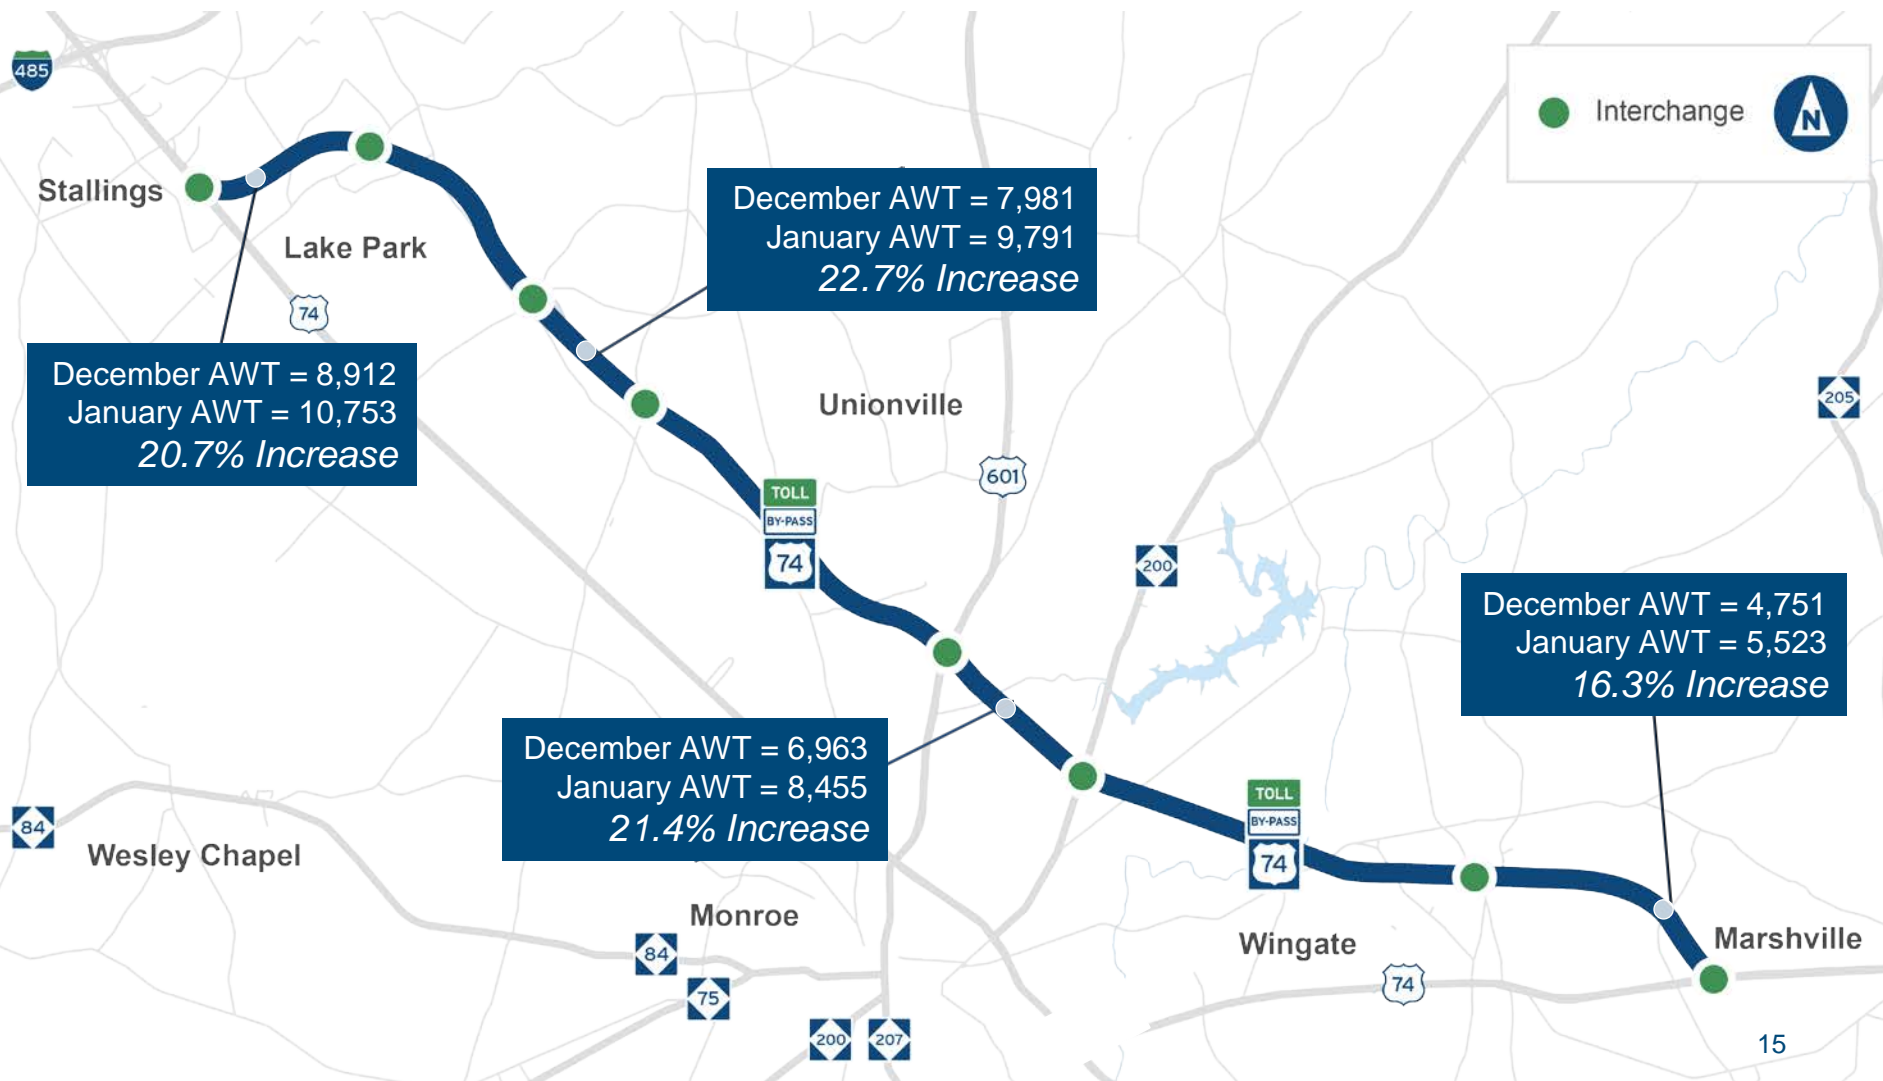 485
Interchange
N
Stallings
Lake Park
74
December AWT = 7,981
January AWT = 9,791
22.7% Increase
December AWT = 8,912
January AWT = 10,753
20.7% Increase
Unionville
205
601
TOLL
BY-PASS
74
200
December AWT = 4,751
January AWT = 5,523
16.3% Increase
December AWT = 6,963
January AWT = 8,455
21.4% Increase
TOLL
BY-PASS
74
84
Wesley Chapel
Monroe
84
75
Wingate
Marshville
74
200
207
15